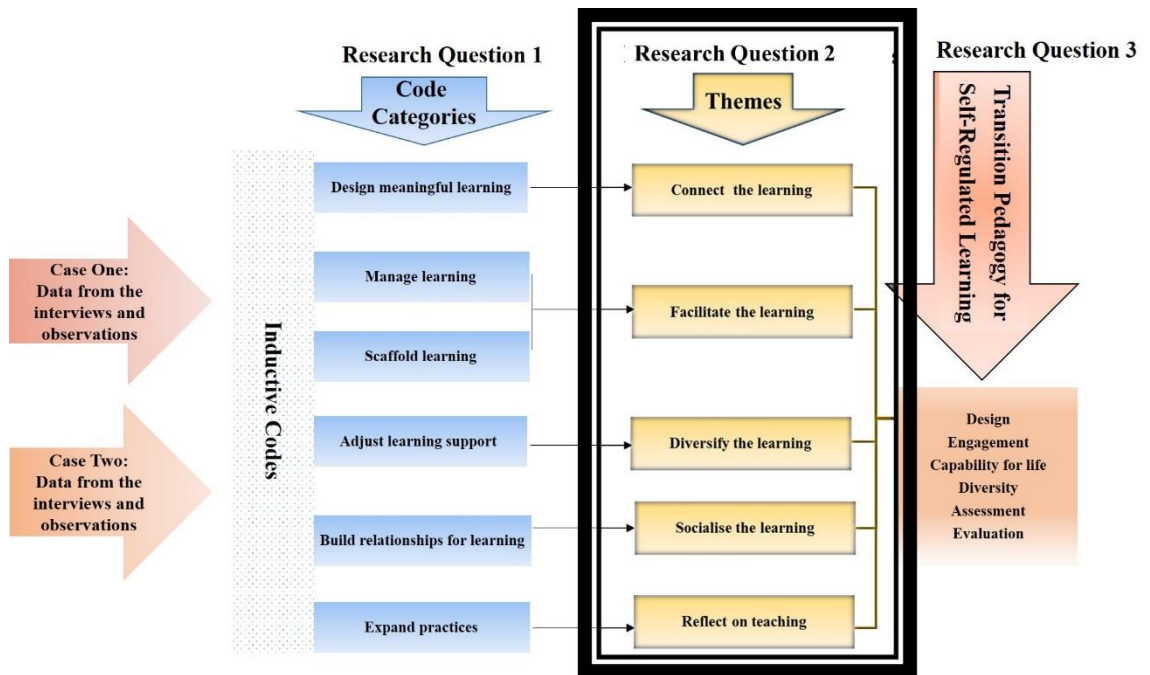 Research Question 1
Research Question 2
Research Question 3
Code
Categories
Themes
Transition Pedagogy for
Self-Regulated Learning
Case One:
Data from the
interviews and
observations
Case Two:
Data from the
interviews and
observations
Inductive Codes
Design meaningful learning
Manage learning
Scaffold learning
Adjust learning support
Build relationships for learning
Expand practices
Connect the learning
Facilitate the learning
Diversify the learning
Socialise the learning
Reflect on teaching
Design
Engagement
Capability for life
Diversity
Assessment
Evaluation